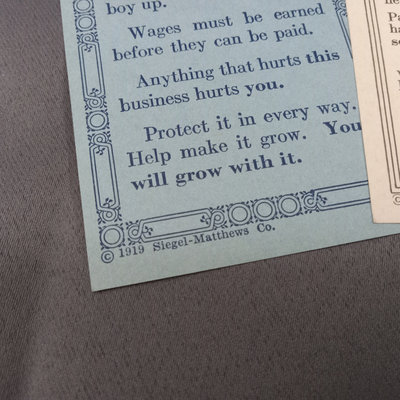 boy up.
Wages must be earned
before they can be paid.
Anything that hurts this
business hurts you.
Protect it in every way.
Help make it grow. You
will grow with it.
© 1919 Siegel-Matthews Co.